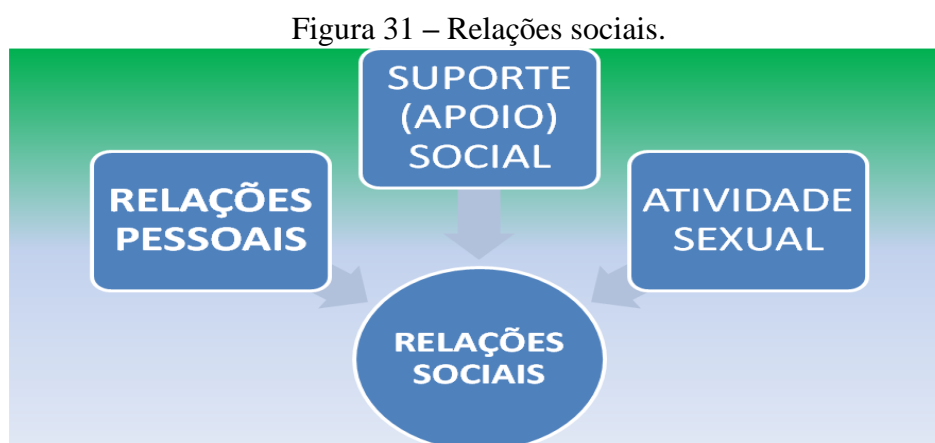 Figura 31 – Relações sociais.
SUPORTE
(APOIO)
SOCIAL
RELAÇÕES
PESSOAIS
ATIVIDADE
SEXUAL
RELAÇÕES
SOCIAIS